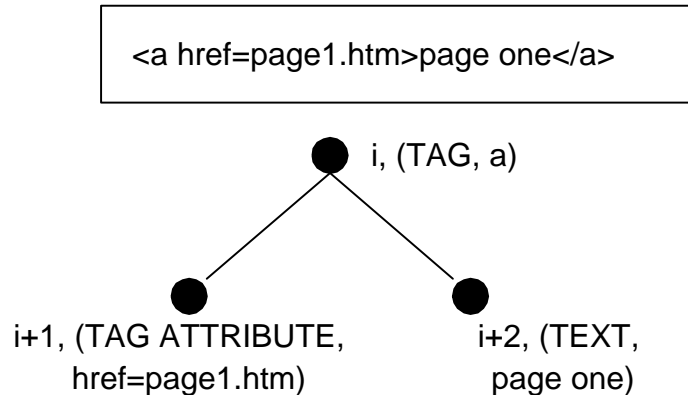 <a href=page1.htm>page one</a>
i, (TAG, a)
i+1, (TAG ATTRIBUTE,
href=page1.htm)
i+2, (TEXT,
page one)